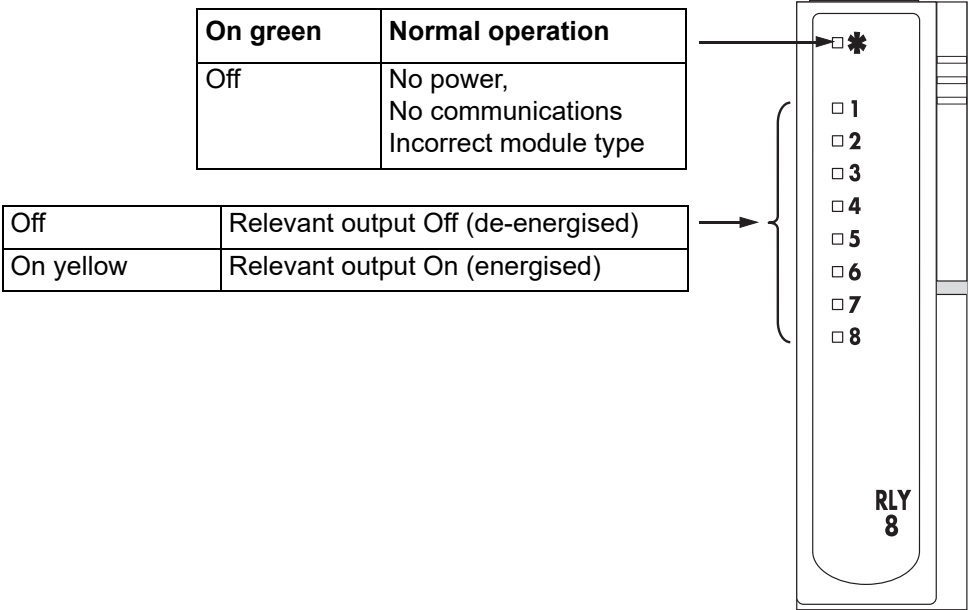 On green Normal operation
Off No power,
No communications
Incorrect module type
Off Relevant output Off (de-energised)
On yellow Relevant output On (energised)
✱
1
2
3
4
5
6
7
8
RLY
8